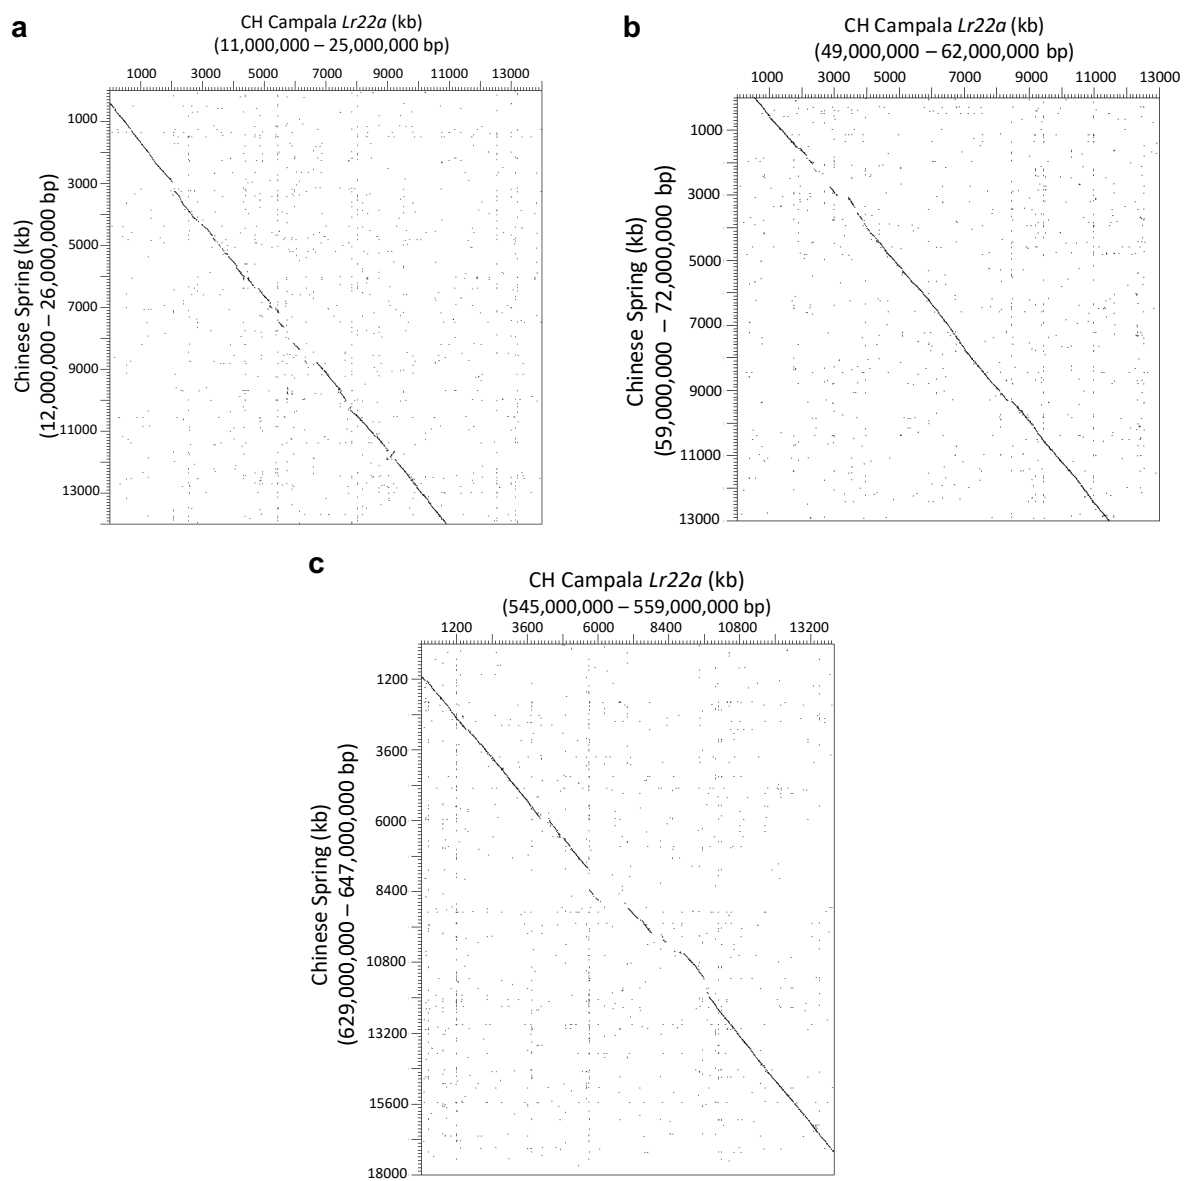 a
CH Campala Lr22a (kb)
(11,000,000 – 25,000,000 bp)
1000 3000 5000 7000 9000 11000 13000
Chinese Spring (kb)
(12,000,000 – 26,000,000 bp)
1000
3000
5000
7000
9000
11000
13000
b
CH Campala Lr22a (kb)
(49,000,000 – 62,000,000 bp)
1000 3000 5000 7000 9000 11000 13000
Chinese Spring (kb)
(59,000,000 – 72,000,000 bp)
1000
3000
5000
7000
9000
11000
13000
c
CH Campala Lr22a (kb)
(545,000,000 – 559,000,000 bp)
1200 3600 6000 8400 10800 13200
Chinese Spring (kb)
(629,000,000 – 647,000,000 bp)
1200
3600
6000
8400
10800
13200
15600
18000